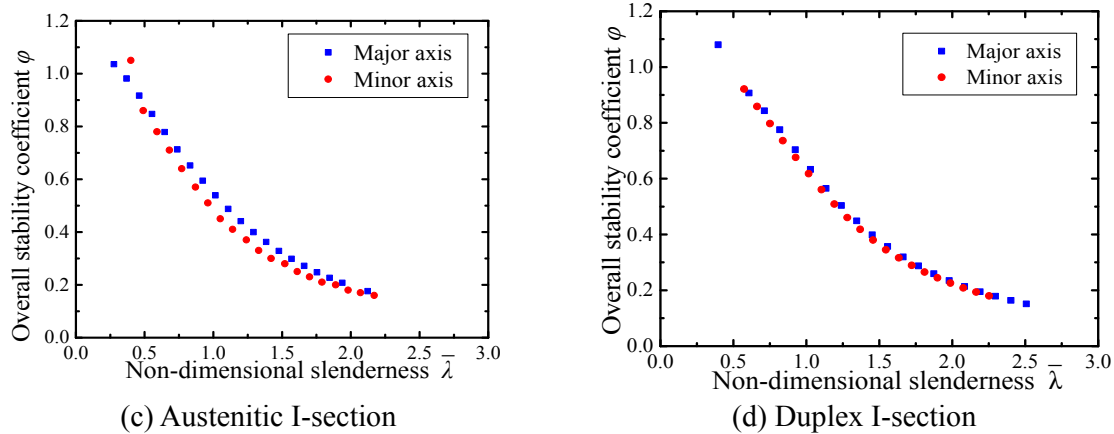 Overall stability coefficient φ
1.2
1.0
0.8
0.6
0.4
0.2
0.0
Major axis
Minor axis
0.0 0.5 1.0 1.5 2.0 2.5 3.0
Non-dimensional slenderness λ̅
(c) Austenitic I-section
Overall stability coefficient φ
1.2
1.0
0.8
0.6
0.4
0.2
0.0
Major axis
Minor axis
0.0 0.5 1.0 1.5 2.0 2.5 3.0
Non-dimensional slenderness λ̅
(d) Duplex I-section